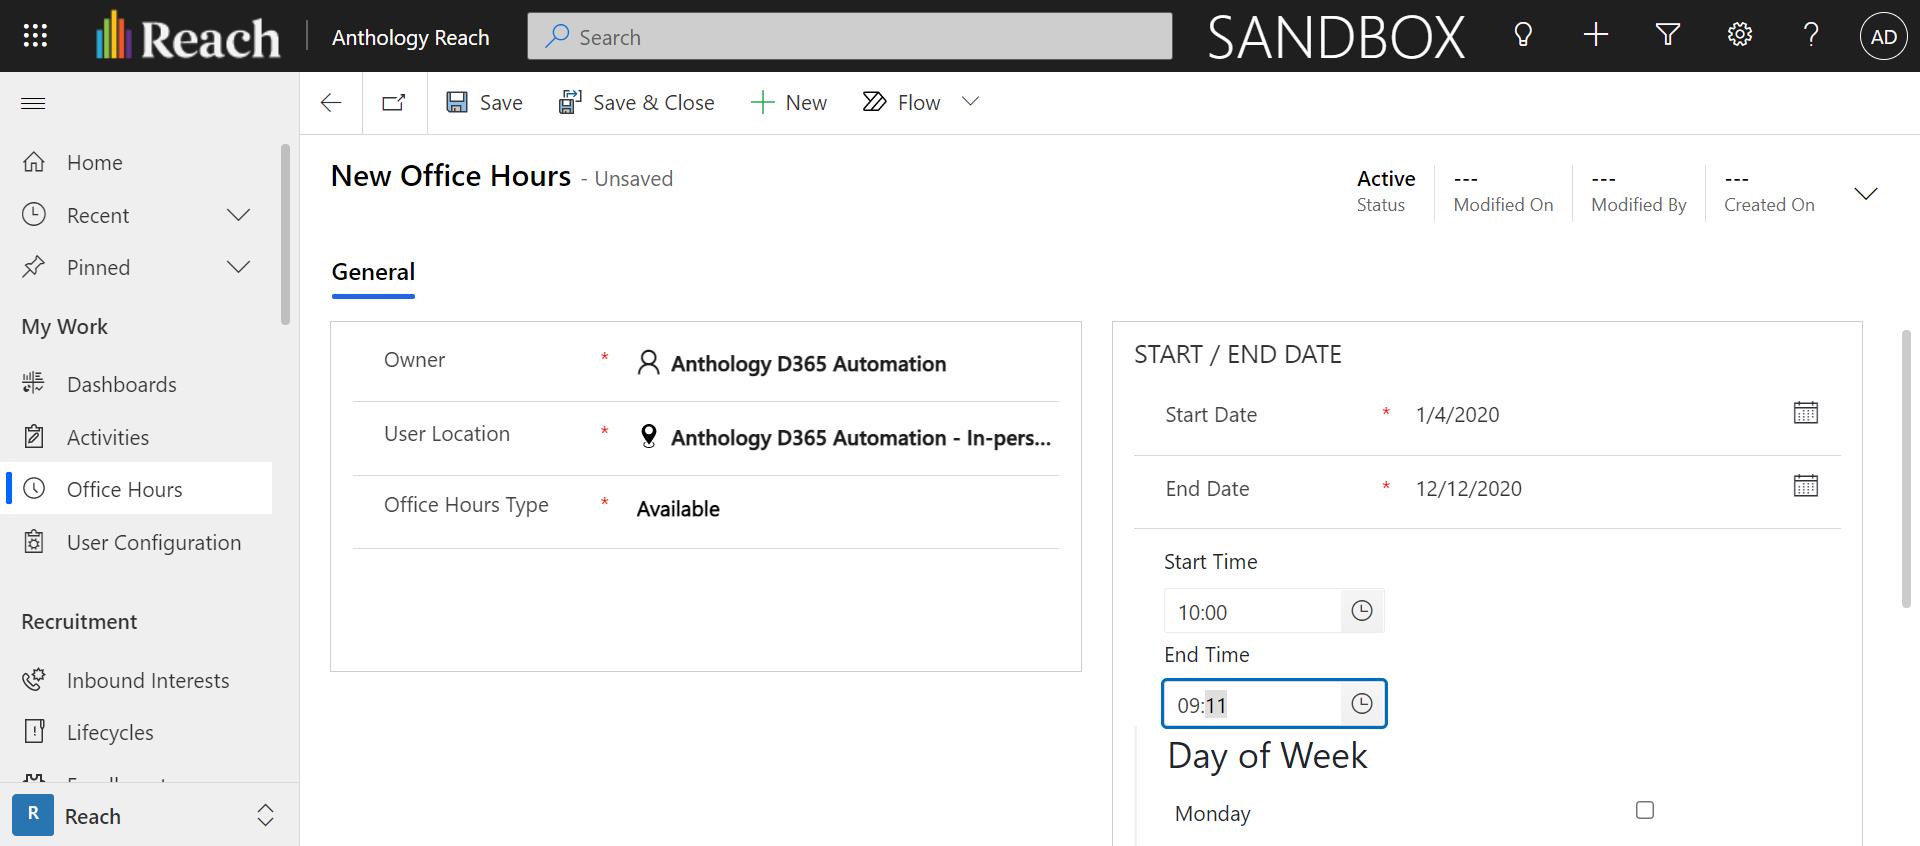 Reach
Anthology Reach
Search
SANDBOX
AD
Save
Save & Close
New
Flow
Home
Recent
Pinned
My Work
Dashboards
Activities
Office Hours
User Configuration
Recruitment
Inbound Interests
Lifecycles
R
Reach
New Office Hours - Unsaved
Active
Status
---
Modified On
---
Modified By
---
Created On
General
Owner * Anthology D365 Automation
User Location * Anthology D365 Automation - In-pers...
Office Hours Type * Available
START / END DATE
Start Date * 1/4/2020
End Date * 12/12/2020
Start Time
10:00
End Time
09:11
Day of Week
Monday